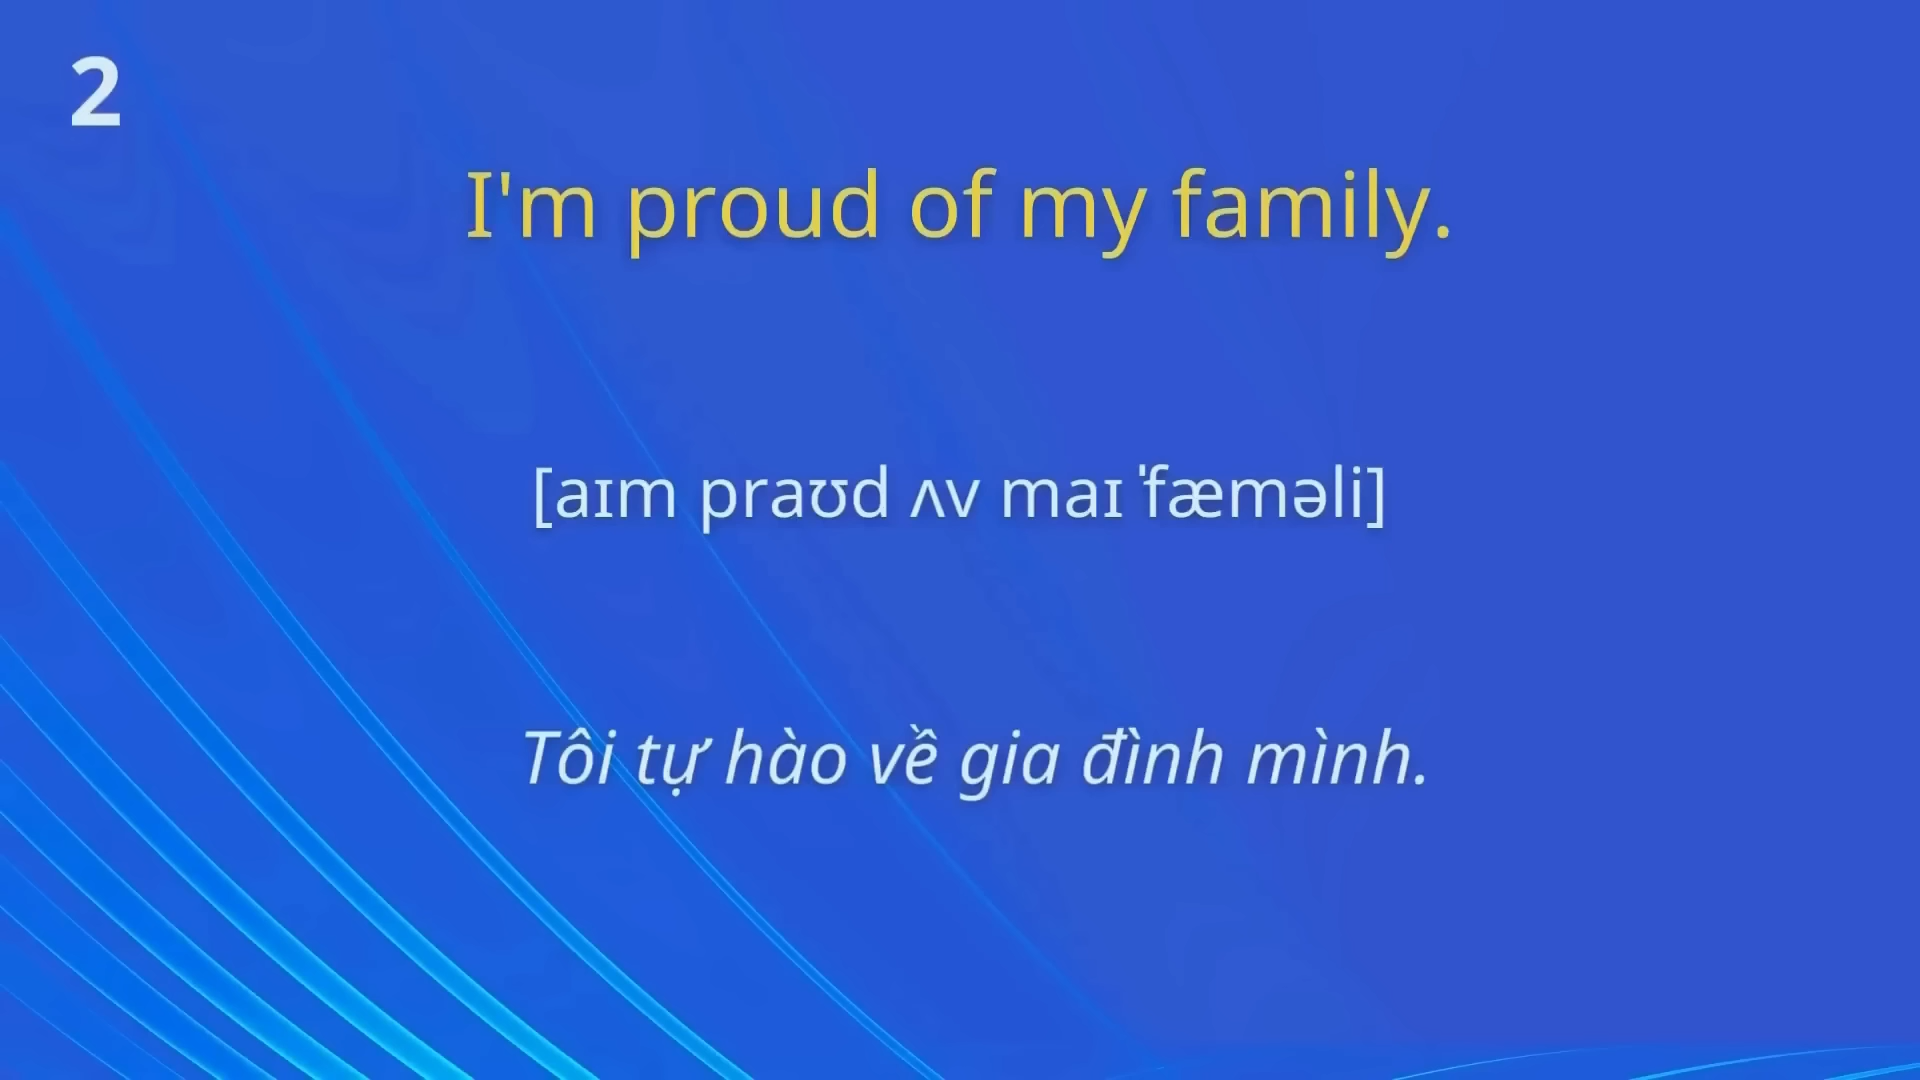 2
I'm proud of my family.
[aɪm praʊd ʌv maɪ ˈfæməli]
Tôi tự hào về gia đình mình.